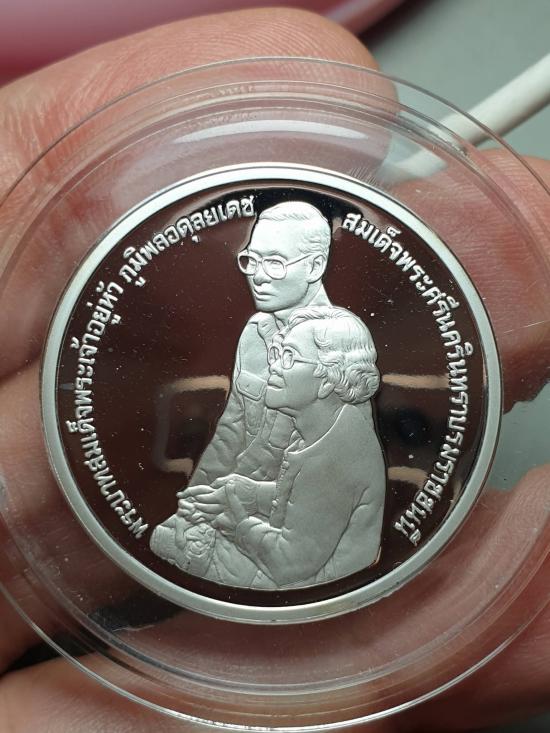 พระบาทสมเด็จพระเจ้าอยู่หัว ภูมิพลอดุลยเดช
สมเด็จพระศรีนครินทราบรมราชชนนี